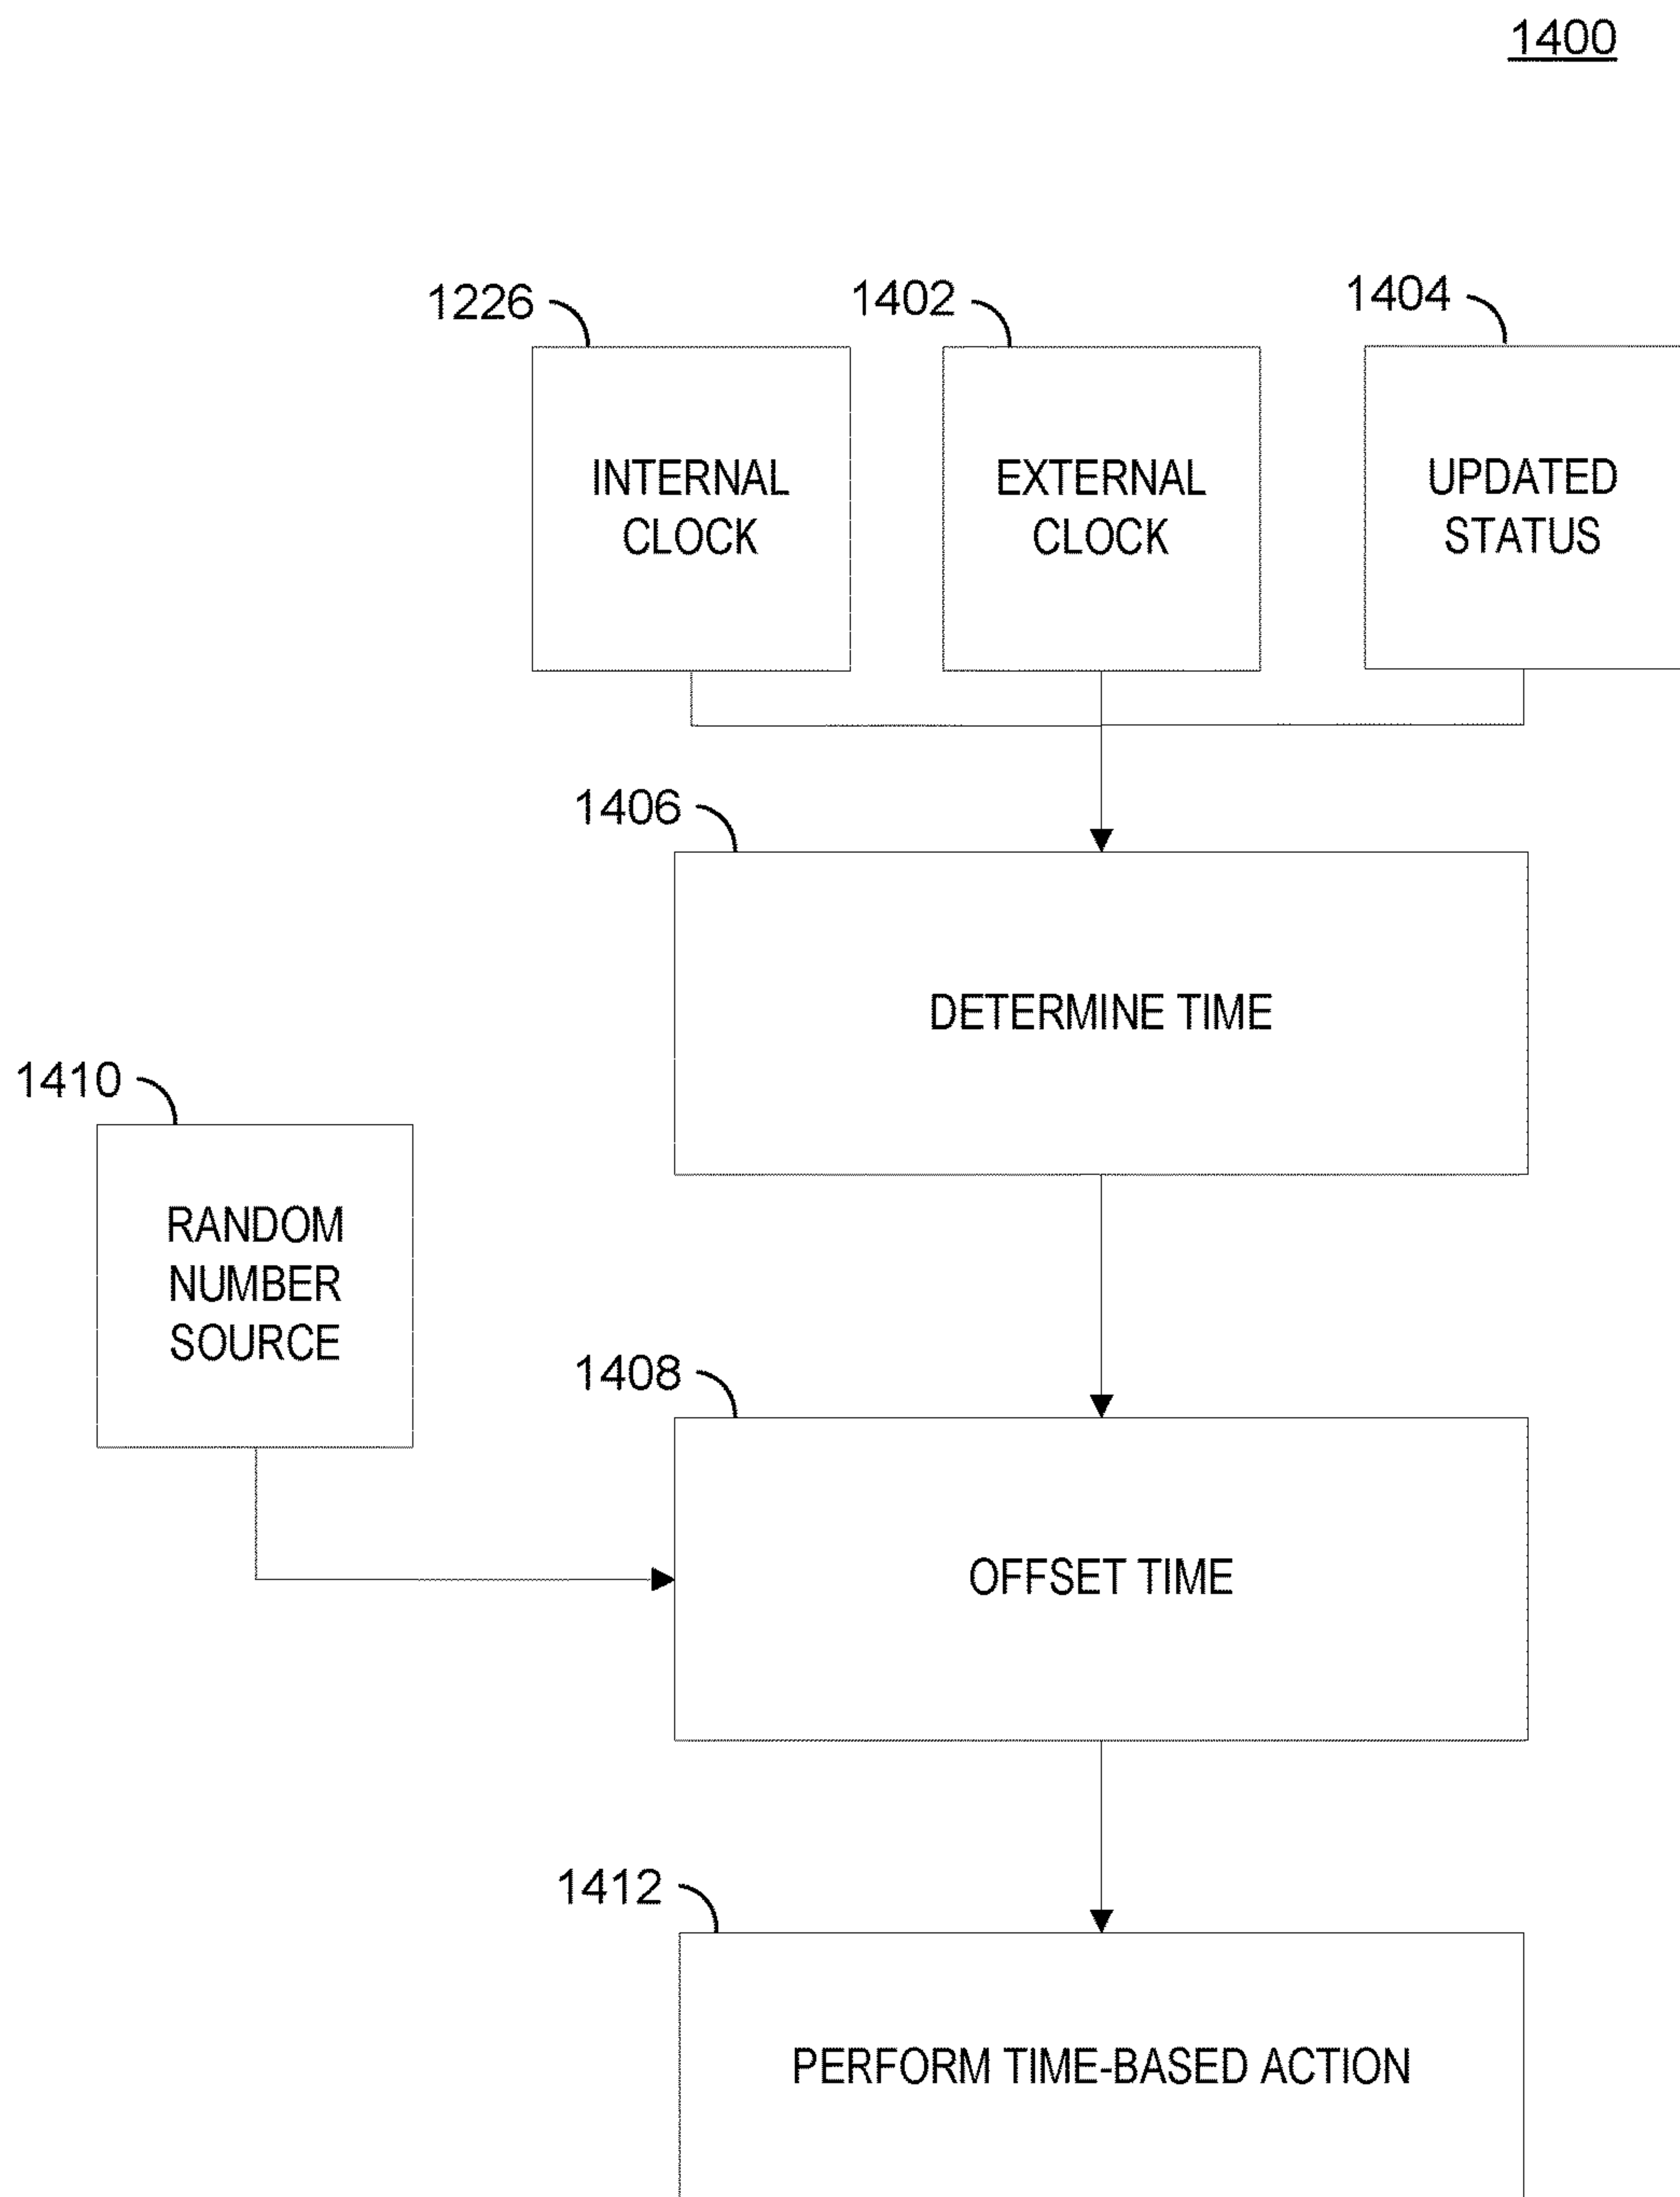 1400
1226
1402
1404
INTERNAL
CLOCK
EXTERNAL
CLOCK
UPDATED
STATUS
1406
DETERMINE TIME
1410
RANDOM
NUMBER
SOURCE
1408
OFFSET TIME
1412
PERFORM TIME-BASED ACTION